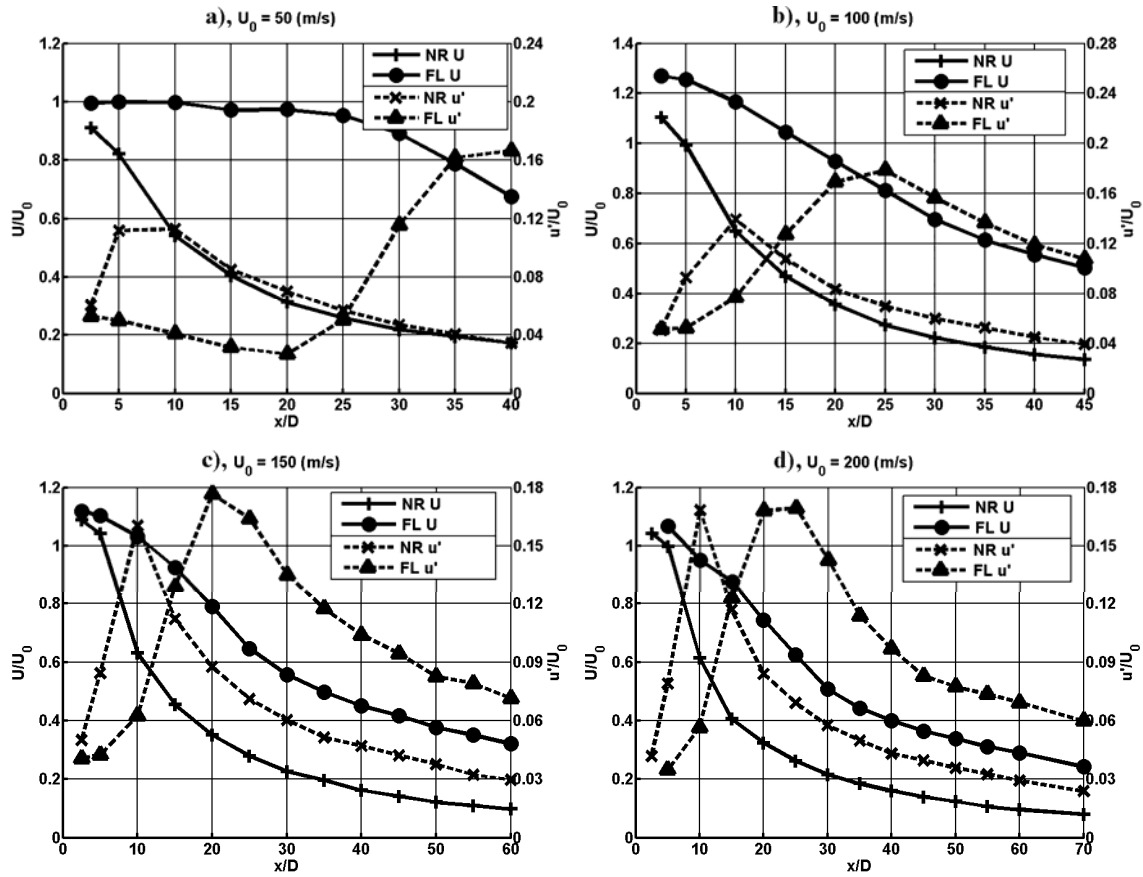 a), U0 = 50 (m/s)
1.2
1
0.8
0.6
0.4
0.2
0
U/U0
0.24
0.2
0.16
0.12
0.08
0.04
0
u'/U0
0 5 10 15 20 25 30 35 40
x/D
NR U
FL U
NR u'
FL u'
b), U0 = 100 (m/s)
1.4
1.2
1
0.8
0.6
0.4
0.2
0
U/U0
0.28
0.24
0.2
0.16
0.12
0.08
0.04
0
u'/U0
0 5 10 15 20 25 30 35 40 45
x/D
NR U
FL U
NR u'
FL u'
c), U0 = 150 (m/s)
1.2
1
0.8
0.6
0.4
0.2
0
U/U0
0.18
0.15
0.12
0.09
0.06
0.03
0
u'/U0
0 10 20 30 40 50 60
x/D
NR U
FL U
NR u'
FL u'
d), U0 = 200 (m/s)
1.2
1
0.8
0.6
0.4
0.2
0
U/U0
0.18
0.15
0.12
0.09
0.06
0.03
0
u'/U0
0 10 20 30 40 50 60 70
x/D
NR U
FL U
NR u'
FL u'